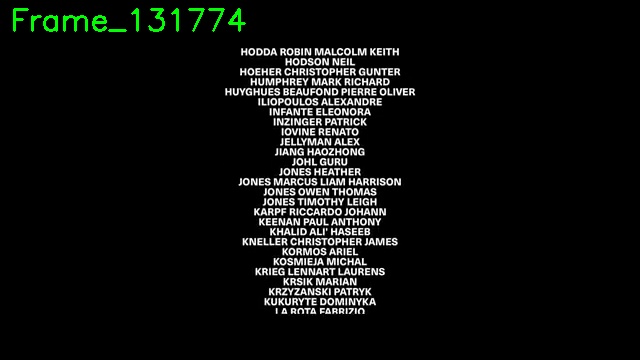 Frame_131774
HODDA ROBIN MALCOLM KEITH
HODSON NEIL
HOEHER CHRISTOPHER GUNTER
HUMPHREY MARK RICHARD
HUYGHUES BEAUFOND PIERRE OLIVER
ILIOPOULOS ALEXANDRE
INFANTE ELEONORA
INZINGER PATRICK
IOVINE RENATO
JELLYMAN ALEX
JIANG HAOZHONG
JOHL GURU
JONES HEATHER
JONES MARCUS LIAM HARRISON
JONES OWEN THOMAS
JONES TIMOTHY LEIGH
KARPF RICCARDO JOHANN
KEENAN PAUL ANTHONY
KHALID ALI' HASEEB
KNELLER CHRISTOPHER JAMES
KORMOS ARIEL
KOSMIEJA MICHAL
KRIEG LENNART LAURENS
KRSIK MARIAN
KRZYZANSKI PATRYK
KUKURYTE DOMINYKA
LA ROTA FABRIZIO